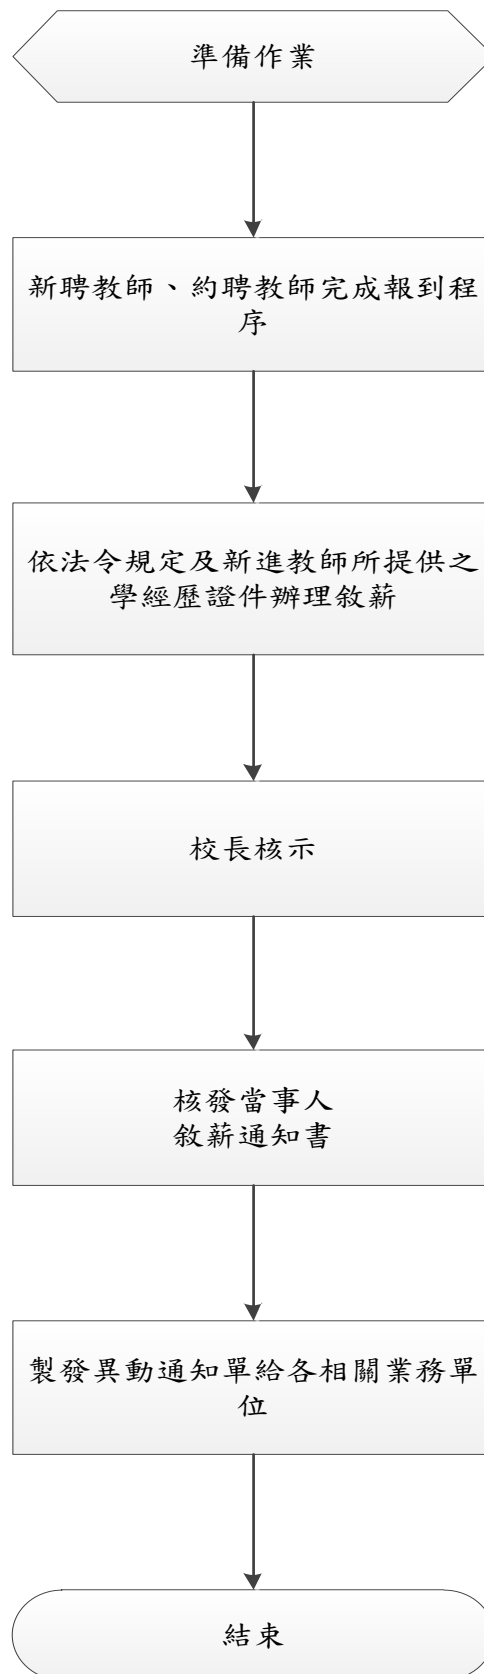 準備作業
新聘教師、約聘教師完成報到程
序
依法令規定及新進教師所提供之
學經歷證件辦理敘薪
校長核示
核發當事人
敘薪通知書
製發異動通知單給各相關業務單
位
結束